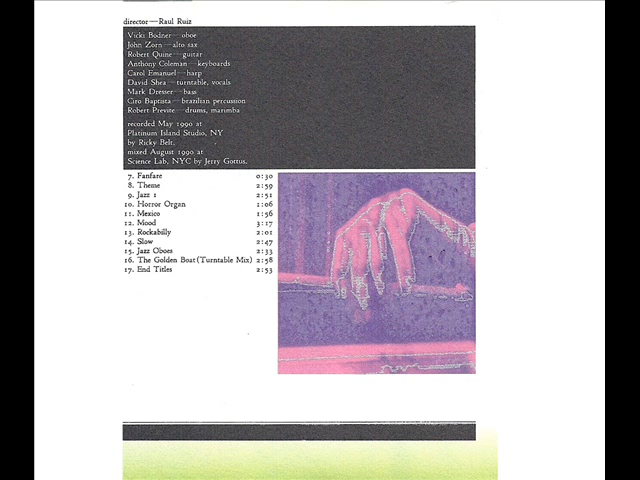 director—Raul Ruiz
Vicki Bodner—oboe
John Zorn—alto sax
Robert Quine—guitar
Anthony Coleman—keyboards
Carol Emanuel—harp
David Shea—turntable, vocals
Mark Dresser—bass
Ciro Baptista—brazilian percussion
Robert Previte—drums, marimba
recorded May 1990 at
Platinum Island Studio, NY
by Ricky Belt.
mixed August 1990 at
Science Lab, NYC by Jerry Gottus.
7. Fanfare 0:30
8. Theme 2:59
9. Jazz 1 2:51
10. Horror Organ 1:06
11. Mexico 1:56
12. Mood 3:17
13. Rockabilly 2:01
14. Slow 2:47
15. Jazz Oboes 2:33
16. The Golden Boat (Turntable Mix) 2:58
17. End Titles 2:53